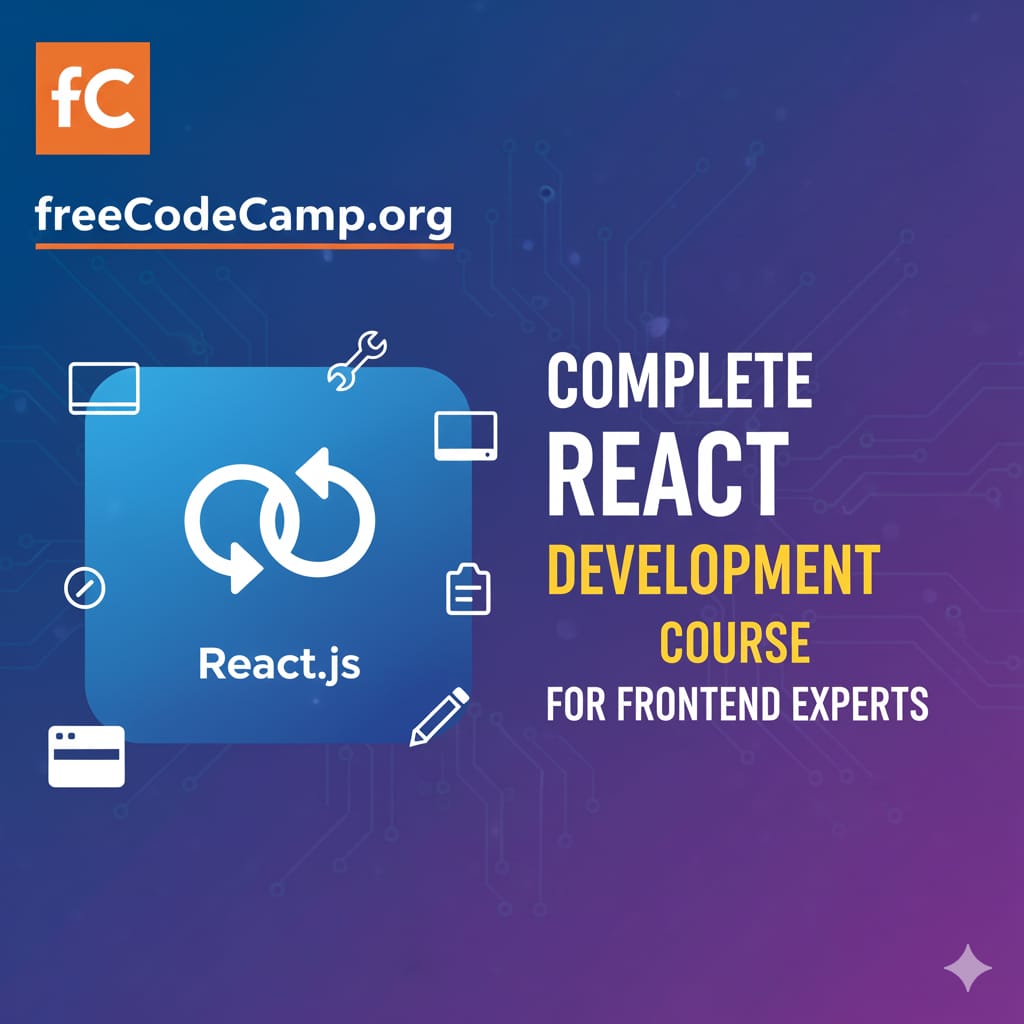 fC
freeCodeCamp.org
React.js
COMPLETE
REACT
DEVELOPMENT
COURSE
FOR FRONTEND EXPERTS